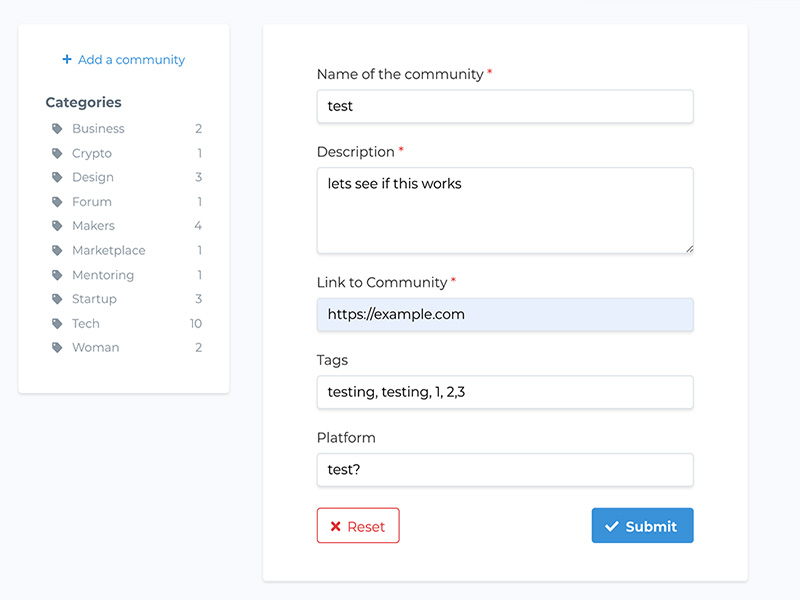 Add a community
Categories
Business 2
Crypto 1
Design 3
Forum 1
Makers 4
Marketplace 1
Mentoring 1
Startup 3
Tech 10
Woman 2
Name of the community *
test
Description *
lets see if this works
Link to Community *
https://example.com
Tags
testing, testing, 1, 2,3
Platform
test?
Reset
Submit